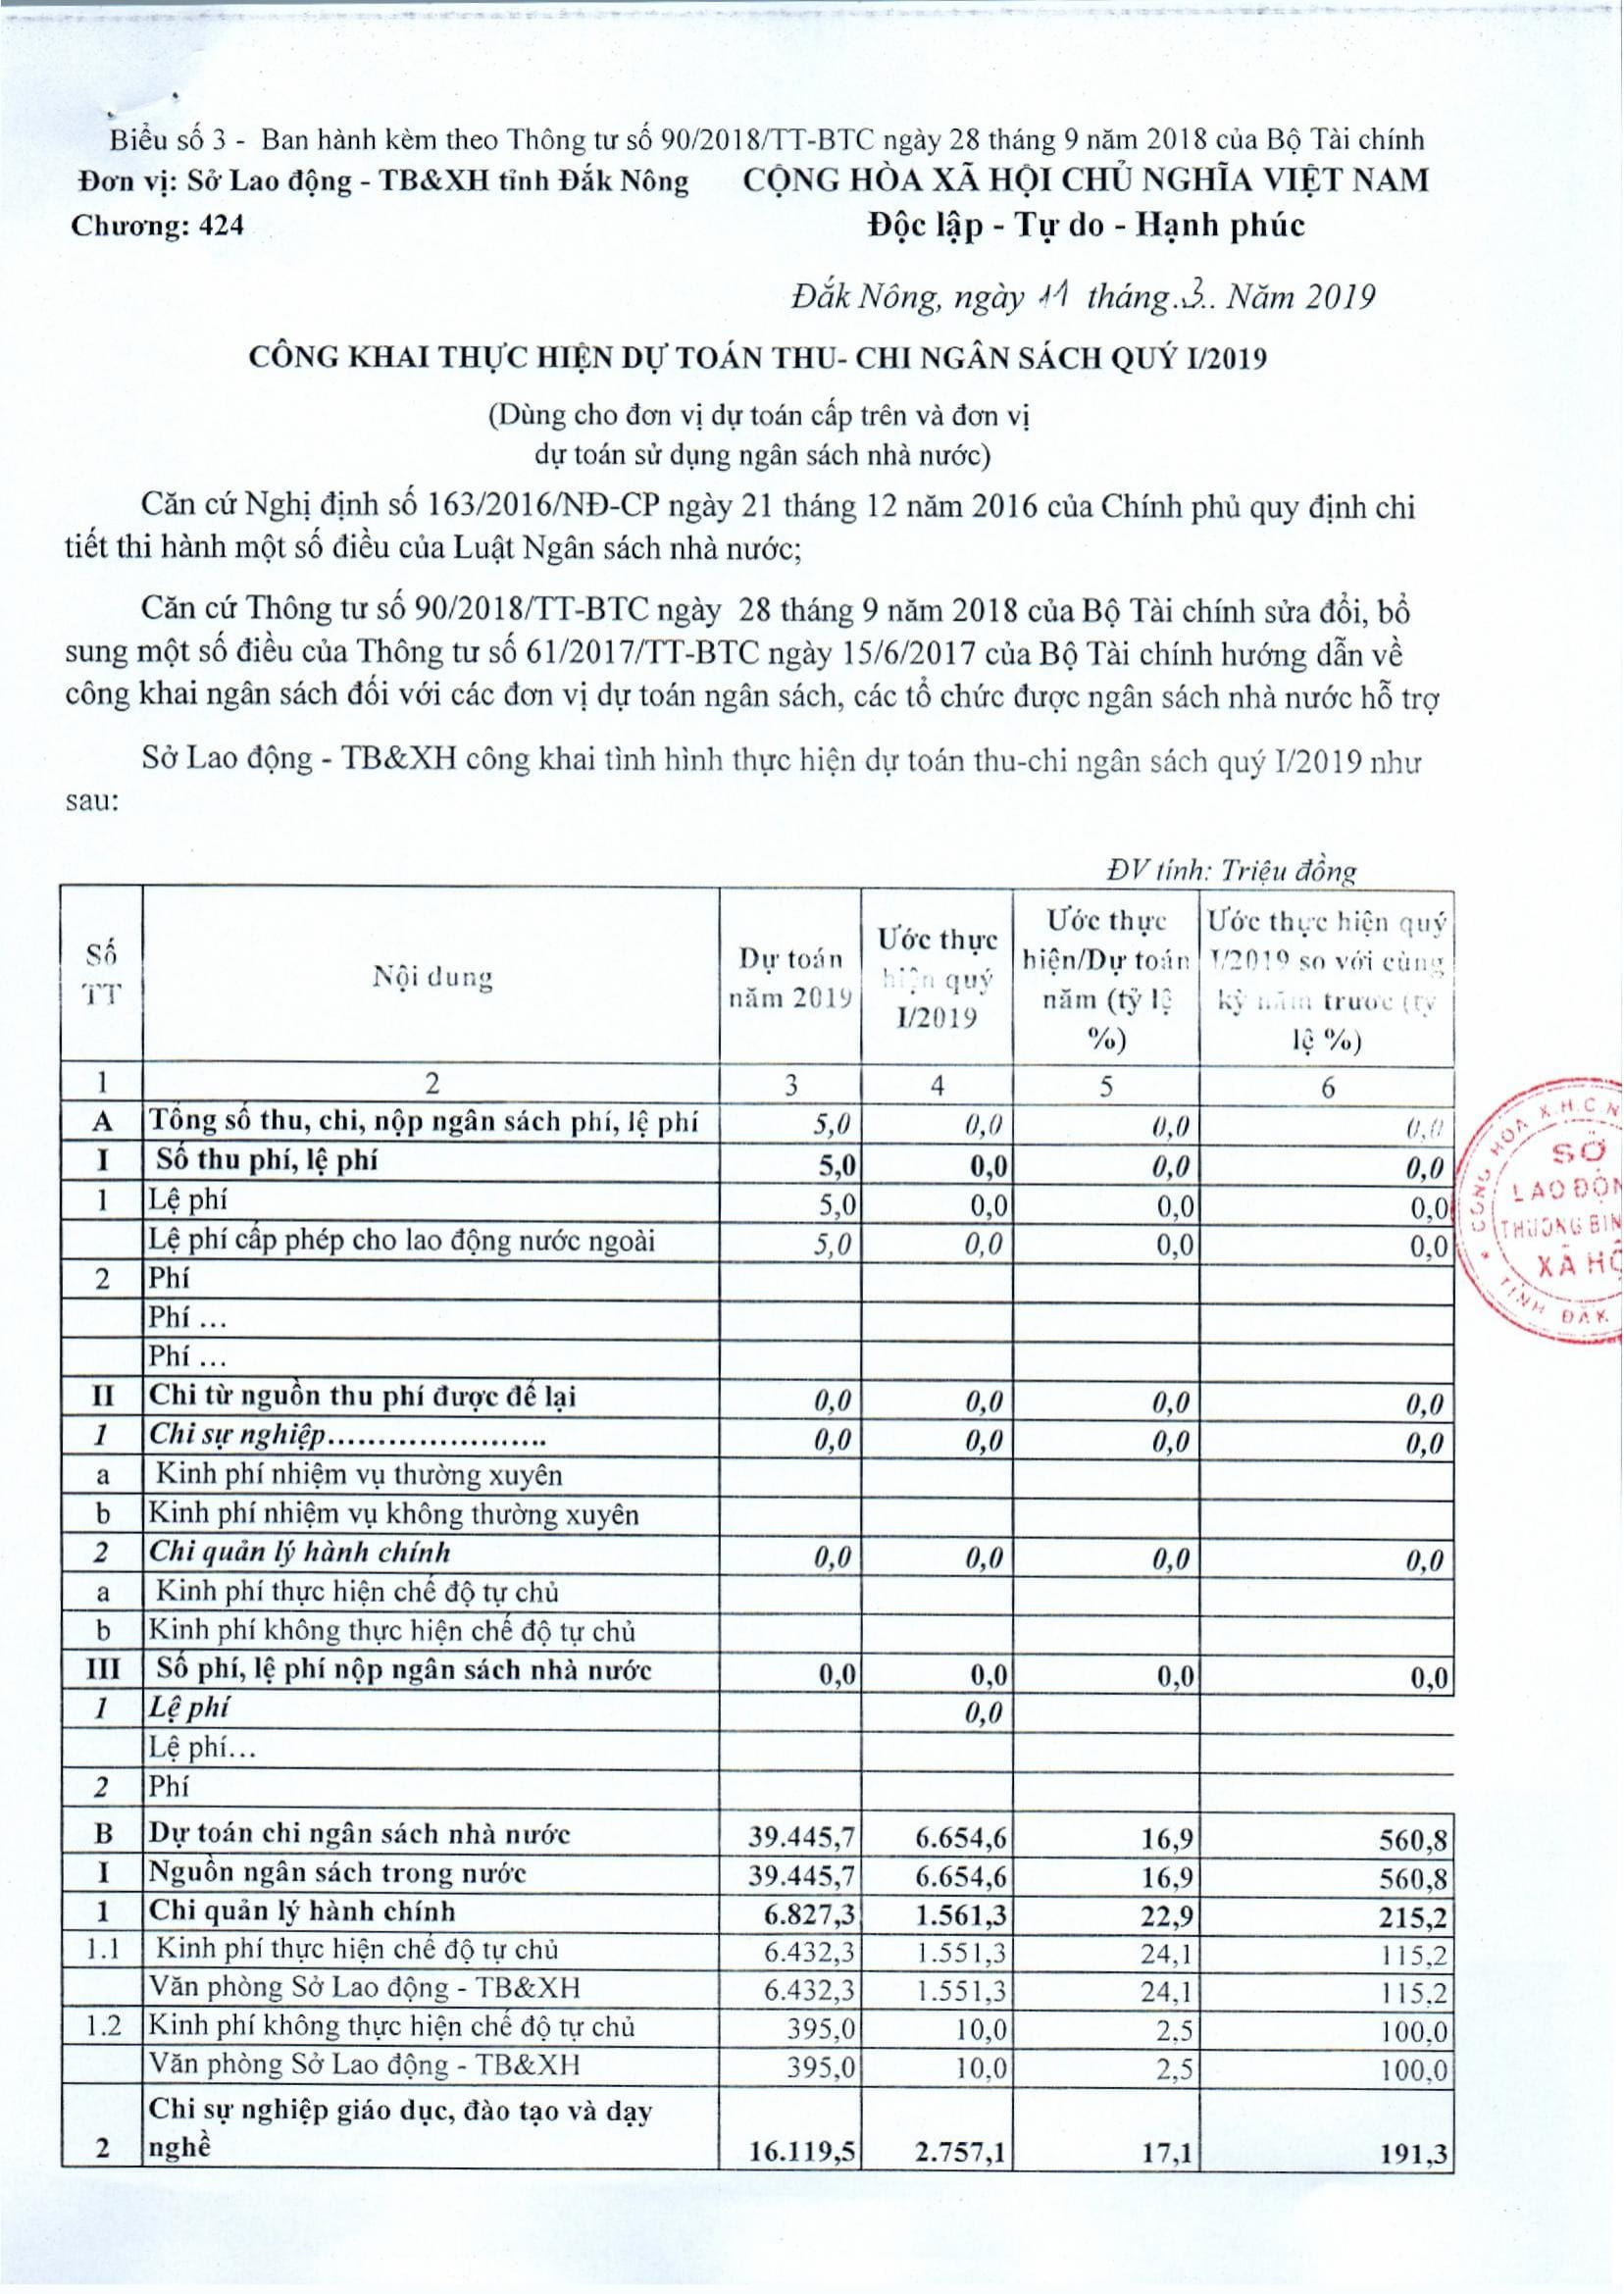 Biểu số 3 - Ban hành kèm theo Thông tư số 90/2018/TT-BTC ngày 28 tháng 9 năm 2018 của Bộ Tài chính
Đơn vị: Sở Lao động - TB&XH tỉnh Đắk Nông CỘNG HÒA XÃ HỘI CHỦ NGHĨA VIỆT NAM
Chương: 424 Độc lập - Tự do - Hạnh phúc
Đắk Nông, ngày 11 tháng.3.. Năm 2019
CÔNG KHAI THỰC HIỆN DỰ TOÁN THU- CHI NGÂN SÁCH QUÝ I/2019
(Dùng cho đơn vị dự toán cấp trên và đơn vị
dự toán sử dụng ngân sách nhà nước)
Căn cứ Nghị định số 163/2016/NĐ-CP ngày 21 tháng 12 năm 2016 của Chính phủ quy định chi
tiết thi hành một số điều của Luật Ngân sách nhà nước;
Căn cứ Thông tư số 90/2018/TT-BTC ngày 28 tháng 9 năm 2018 của Bộ Tài chính sửa đổi, bổ
sung một số điều của Thông tư số 61/2017/TT-BTC ngày 15/6/2017 của Bộ Tài chính hướng dẫn về
công khai ngân sách đối với các đơn vị dự toán ngân sách, các tổ chức được ngân sách nhà nước hỗ trợ
Sở Lao động - TB&XH công khai tình hình thực hiện dự toán thu-chi ngân sách quý I/2019 như
sau:
ĐV tính: Triệu đồng
Số TT Nội dung Dự toán năm 2019 Ước thực hiện quý I/2019 Ước thực hiện/Dự toán năm (tỷ lệ %) Ước thực hiện quý I/2019 so với cùng kỳ năm trước (tỷ lệ %)
1 2 3 4 5 6
A Tổng số thu, chi, nộp ngân sách phí, lệ phí 5,0 0,0 0,0 0,0
I Số thu phí, lệ phí 5,0 0,0 0,0 0,0
1 Lệ phí 5,0 0,0 0,0 0,0
Lệ phí cấp phép cho lao động nước ngoài 5,0 0,0 0,0 0,0
2 Phí
Phí ...
Phí ...
II Chi từ nguồn thu phí được để lại 0,0 0,0 0,0 0,0
1 Chi sự nghiệp...................... 0,0 0,0 0,0 0,0
a Kinh phí nhiệm vụ thường xuyên
b Kinh phí nhiệm vụ không thường xuyên
2 Chi quản lý hành chính 0,0 0,0 0,0 0,0
a Kinh phí thực hiện chế độ tự chủ
b Kinh phí không thực hiện chế độ tự chủ
III Số phí, lệ phí nộp ngân sách nhà nước 0,0 0,0 0,0 0,0
1 Lệ phí 0,0
Lệ phí...
2 Phí
B Dự toán chi ngân sách nhà nước 39.445,7 6.654,6 16,9 560,8
I Nguồn ngân sách trong nước 39.445,7 6.654,6 16,9 560,8
1 Chi quản lý hành chính 6.827,3 1.561,3 22,9 215,2
1.1 Kinh phí thực hiện chế độ tự chủ 6.432,3 1.551,3 24,1 115,2
Văn phòng Sở Lao động - TB&XH 6.432,3 1.551,3 24,1 115,2
1.2 Kinh phí không thực hiện chế độ tự chủ 395,0 10,0 2,5 100,0
Văn phòng Sở Lao động - TB&XH 395,0 10,0 2,5 100,0
2 Chi sự nghiệp giáo dục, đào tạo và dạy nghề 16.119,5 2.757,1 17,1 191,3
CỘNG HÒA X.H.C.N
SỞ
LAO ĐỘN
THƯƠNG BIN
XÃ HỘ
TỈNH ĐĂK